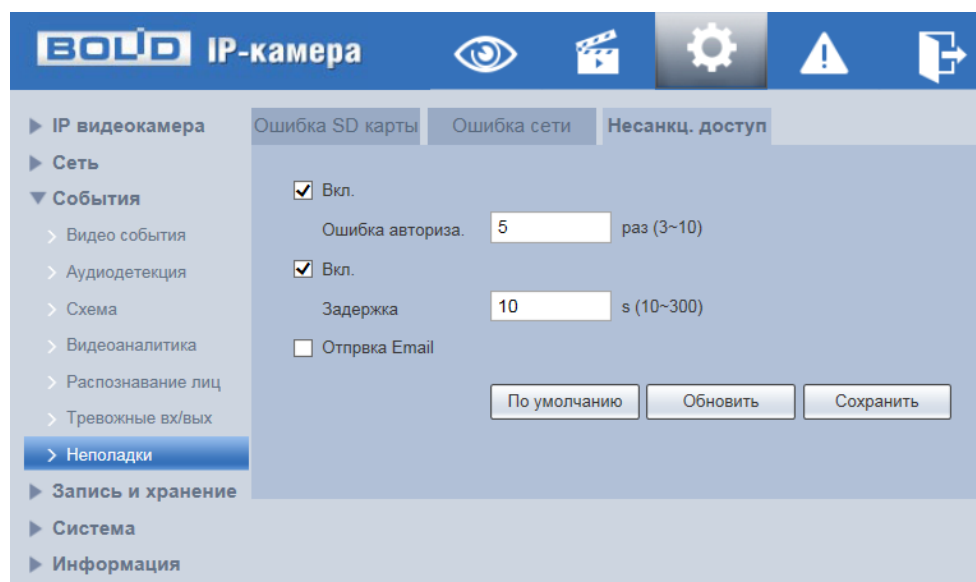 BOLID IP-камера
IP видеокамера
Сеть
События
Видео события
Аудиодетекция
Схема
Видеоаналитика
Распознавание лиц
Тревожные вх/вых
Неполадки
Запись и хранение
Система
Информация
Ошибка SD карты Ошибка сети Несанкц. доступ
Вкл.
Ошибка авториза. 5 раз (3~10)
Вкл.
Задержка 10 s (10~300)
Отпрвка Email
По умолчанию Обновить Сохранить